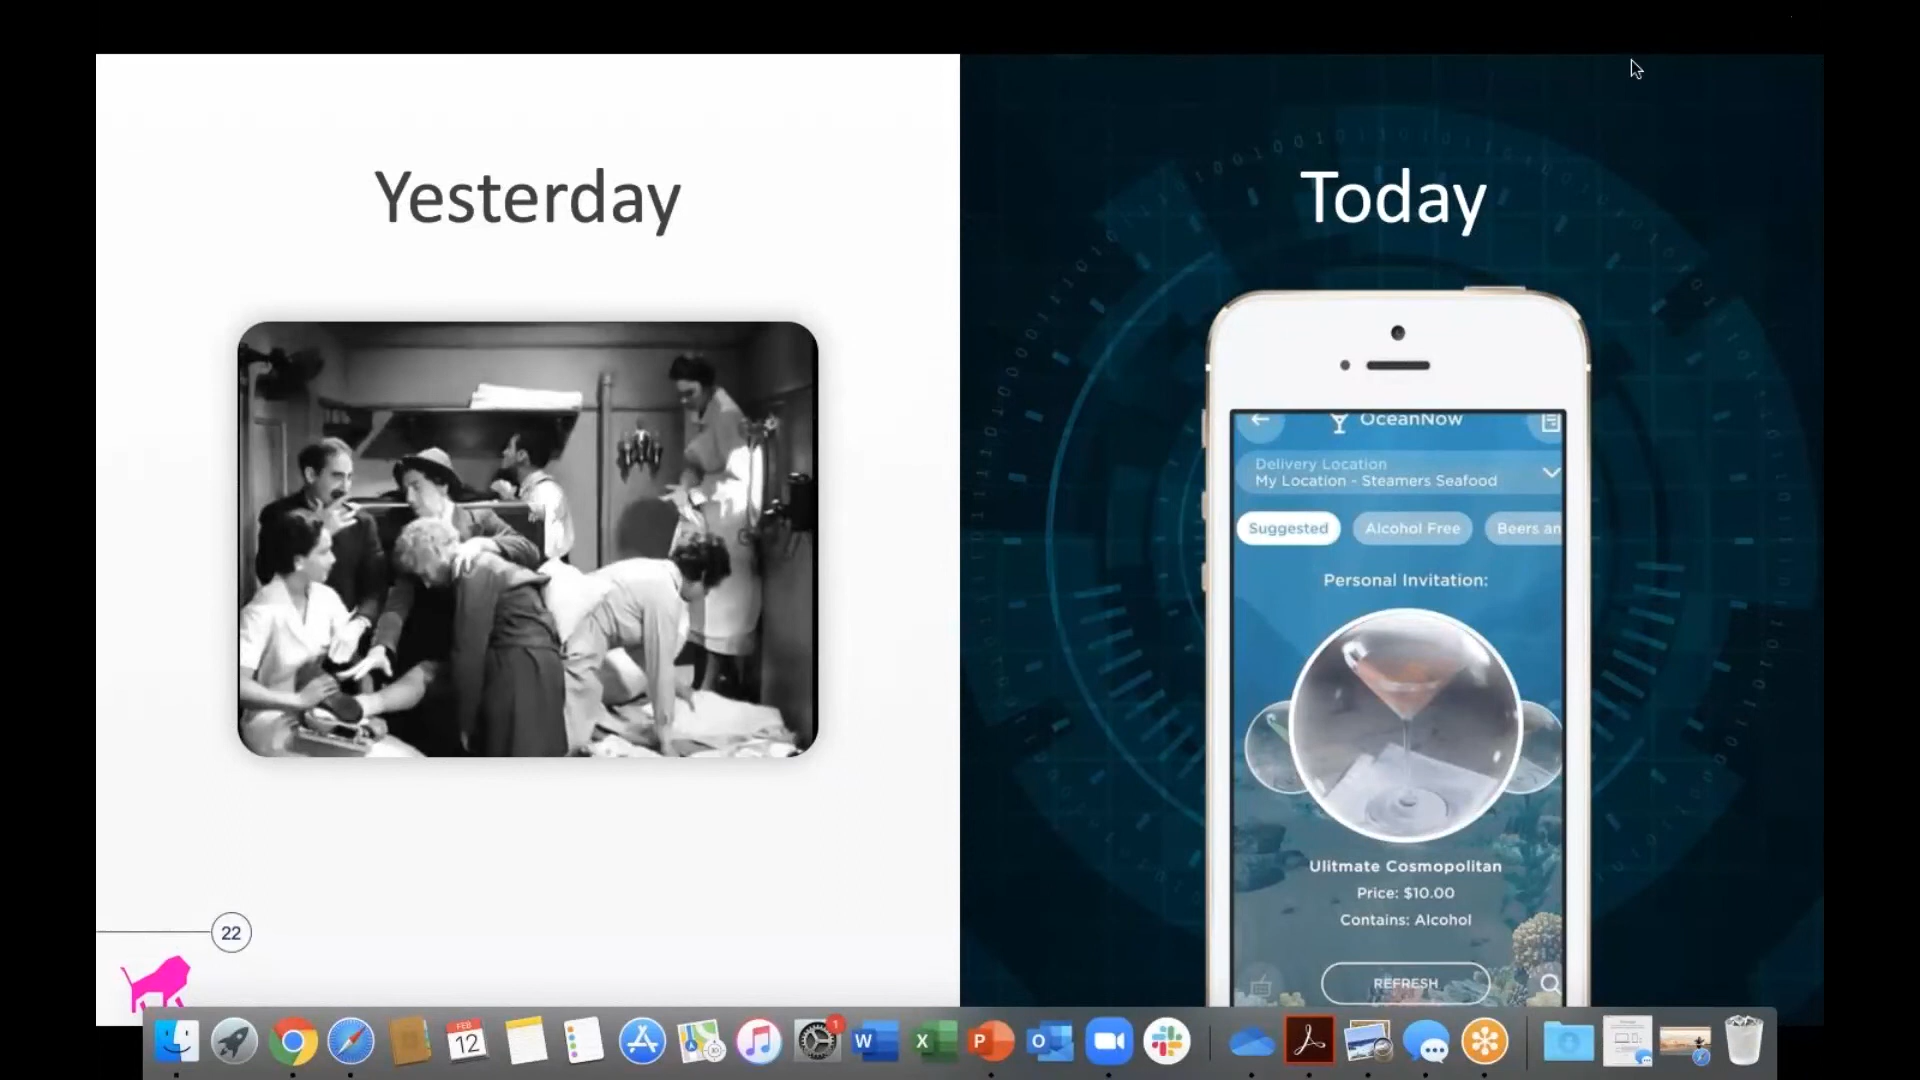 Yesterday
Today
OceanNow
Delivery Location
My Location - Steamers Seafood
Suggested
Alcohol Free
Beers an
Personal Invitation:
Ulitmate Cosmopolitan
Price: $10.00
Contains: Alcohol
REFRESH
22
FEB
12
1
W
X
P
O